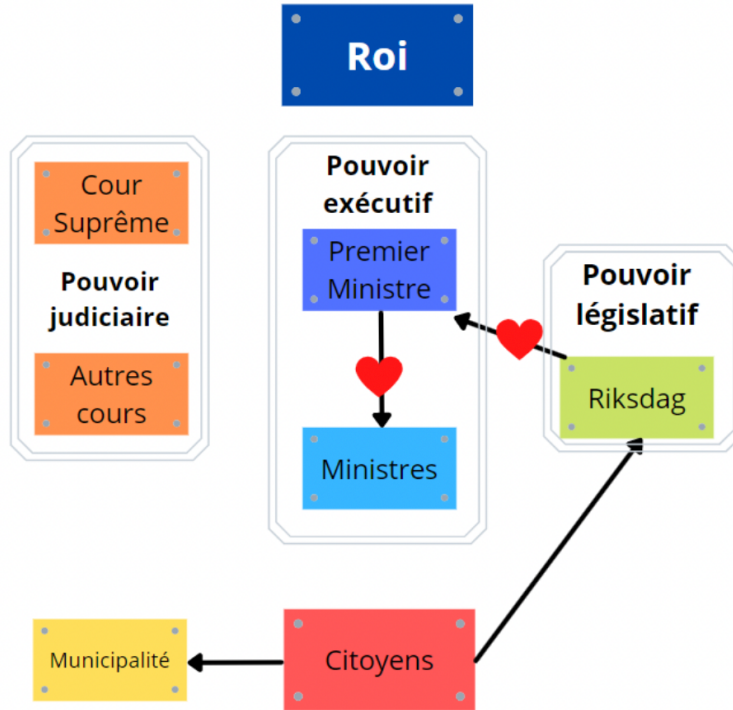 Roi
Cour
Suprême
Pouvoir
judiciaire
Autres
cours
Pouvoir
exécutif
Premier
Ministre
Ministres
Pouvoir
législatif
Riksdag
Municipalité
Citoyens